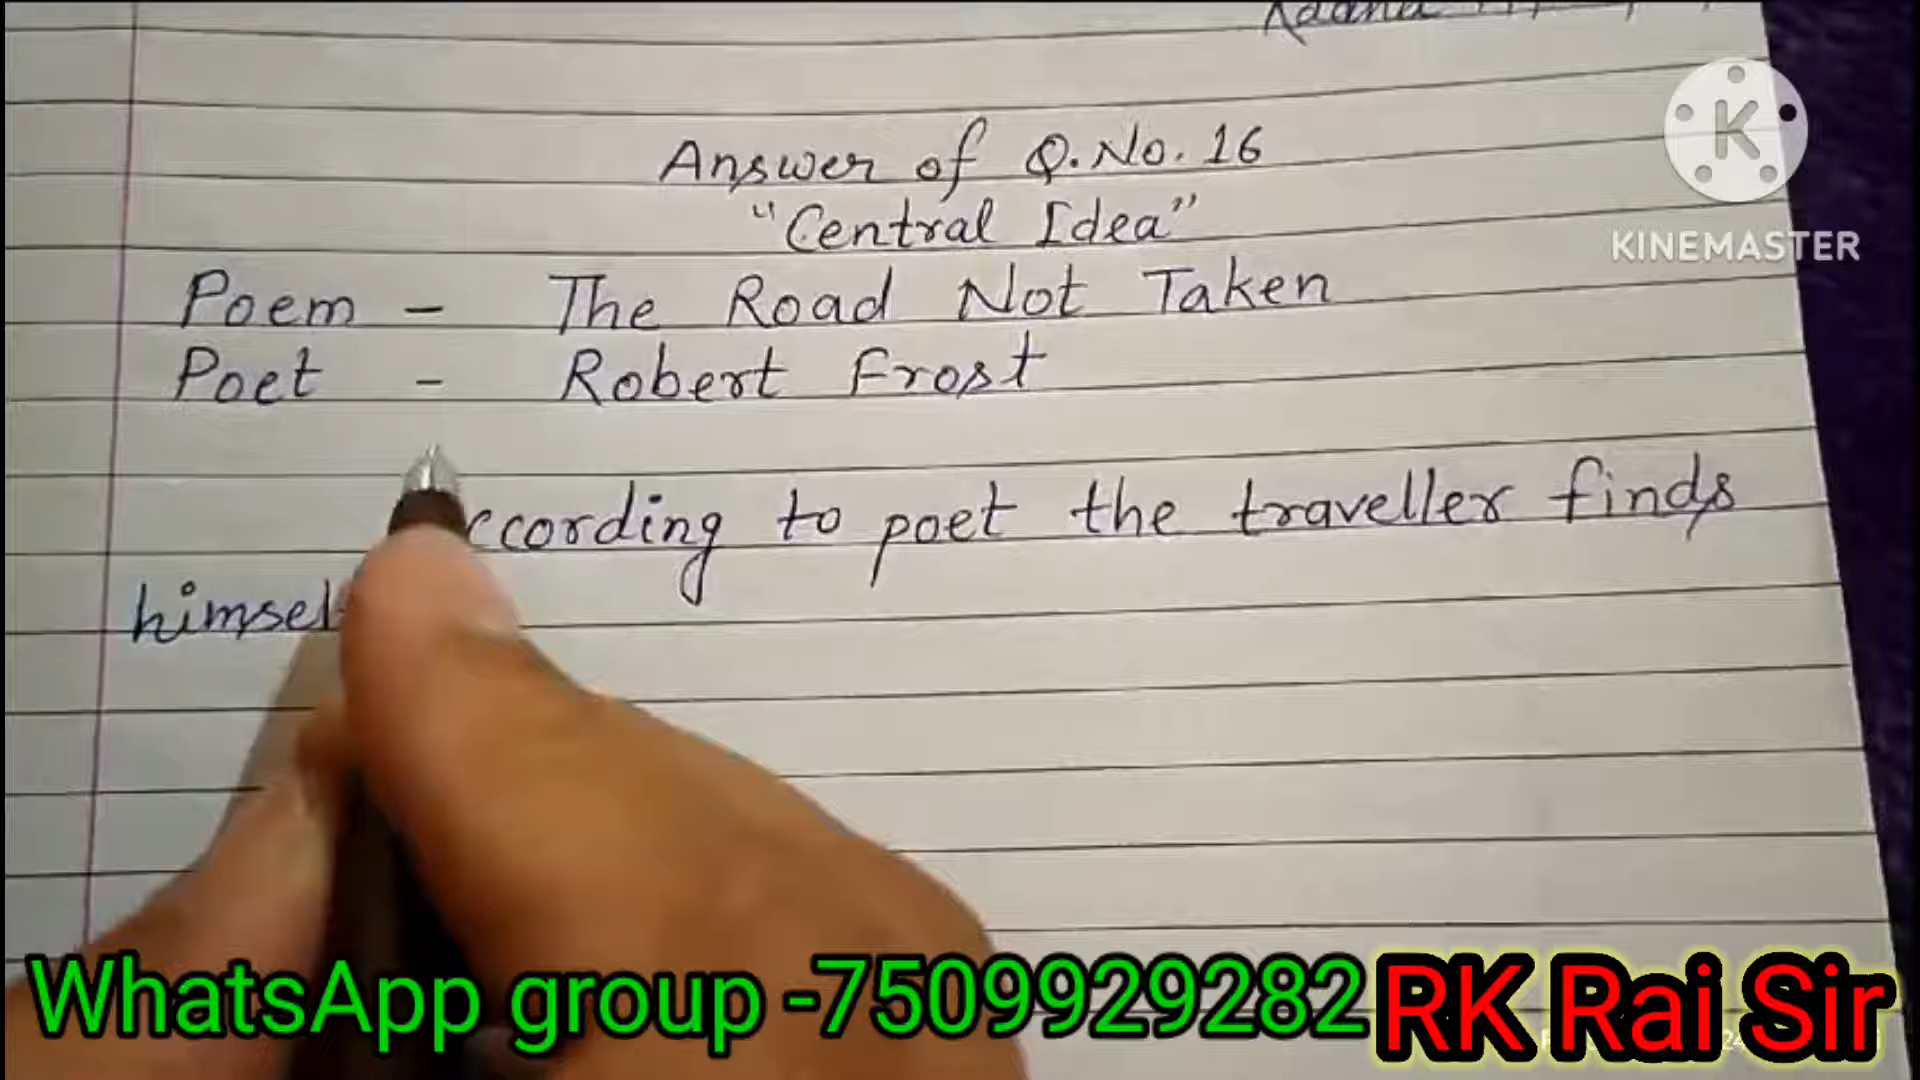 Answer of Q.No. 16
"Central Idea"
KINEMASTER
Poem - The Road Not Taken
Poet - Robert Frost
ccording to poet the traveller finds
himsel
WhatsApp group -7509929282 RK Rai Sir